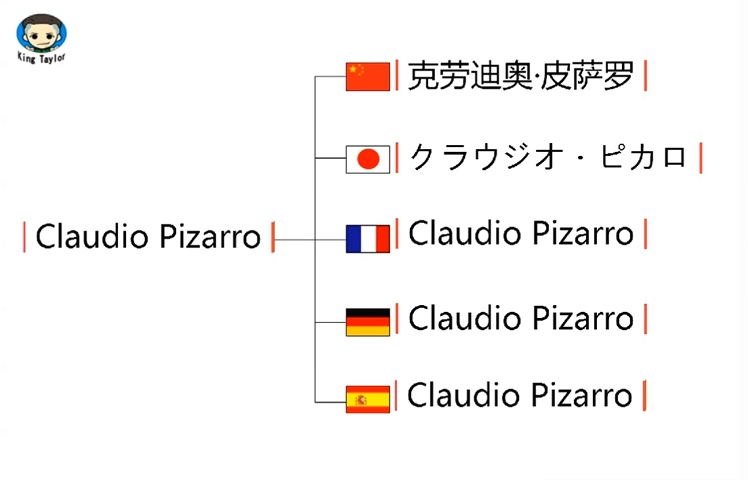 King Taylor
克劳迪奥·皮萨罗
クラウジオ・ピカロ
Claudio Pizarro
Claudio Pizarro
Claudio Pizarro
Claudio Pizarro